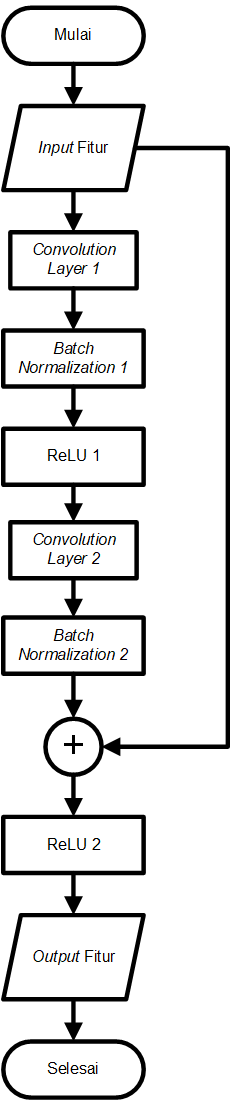 Mulai
Input Fitur
Convolution
Layer 1
Batch
Normalization 1
ReLU 1
Convolution
Layer 2
Batch
Normalization 2
+
ReLU 2
Output Fitur
Selesai